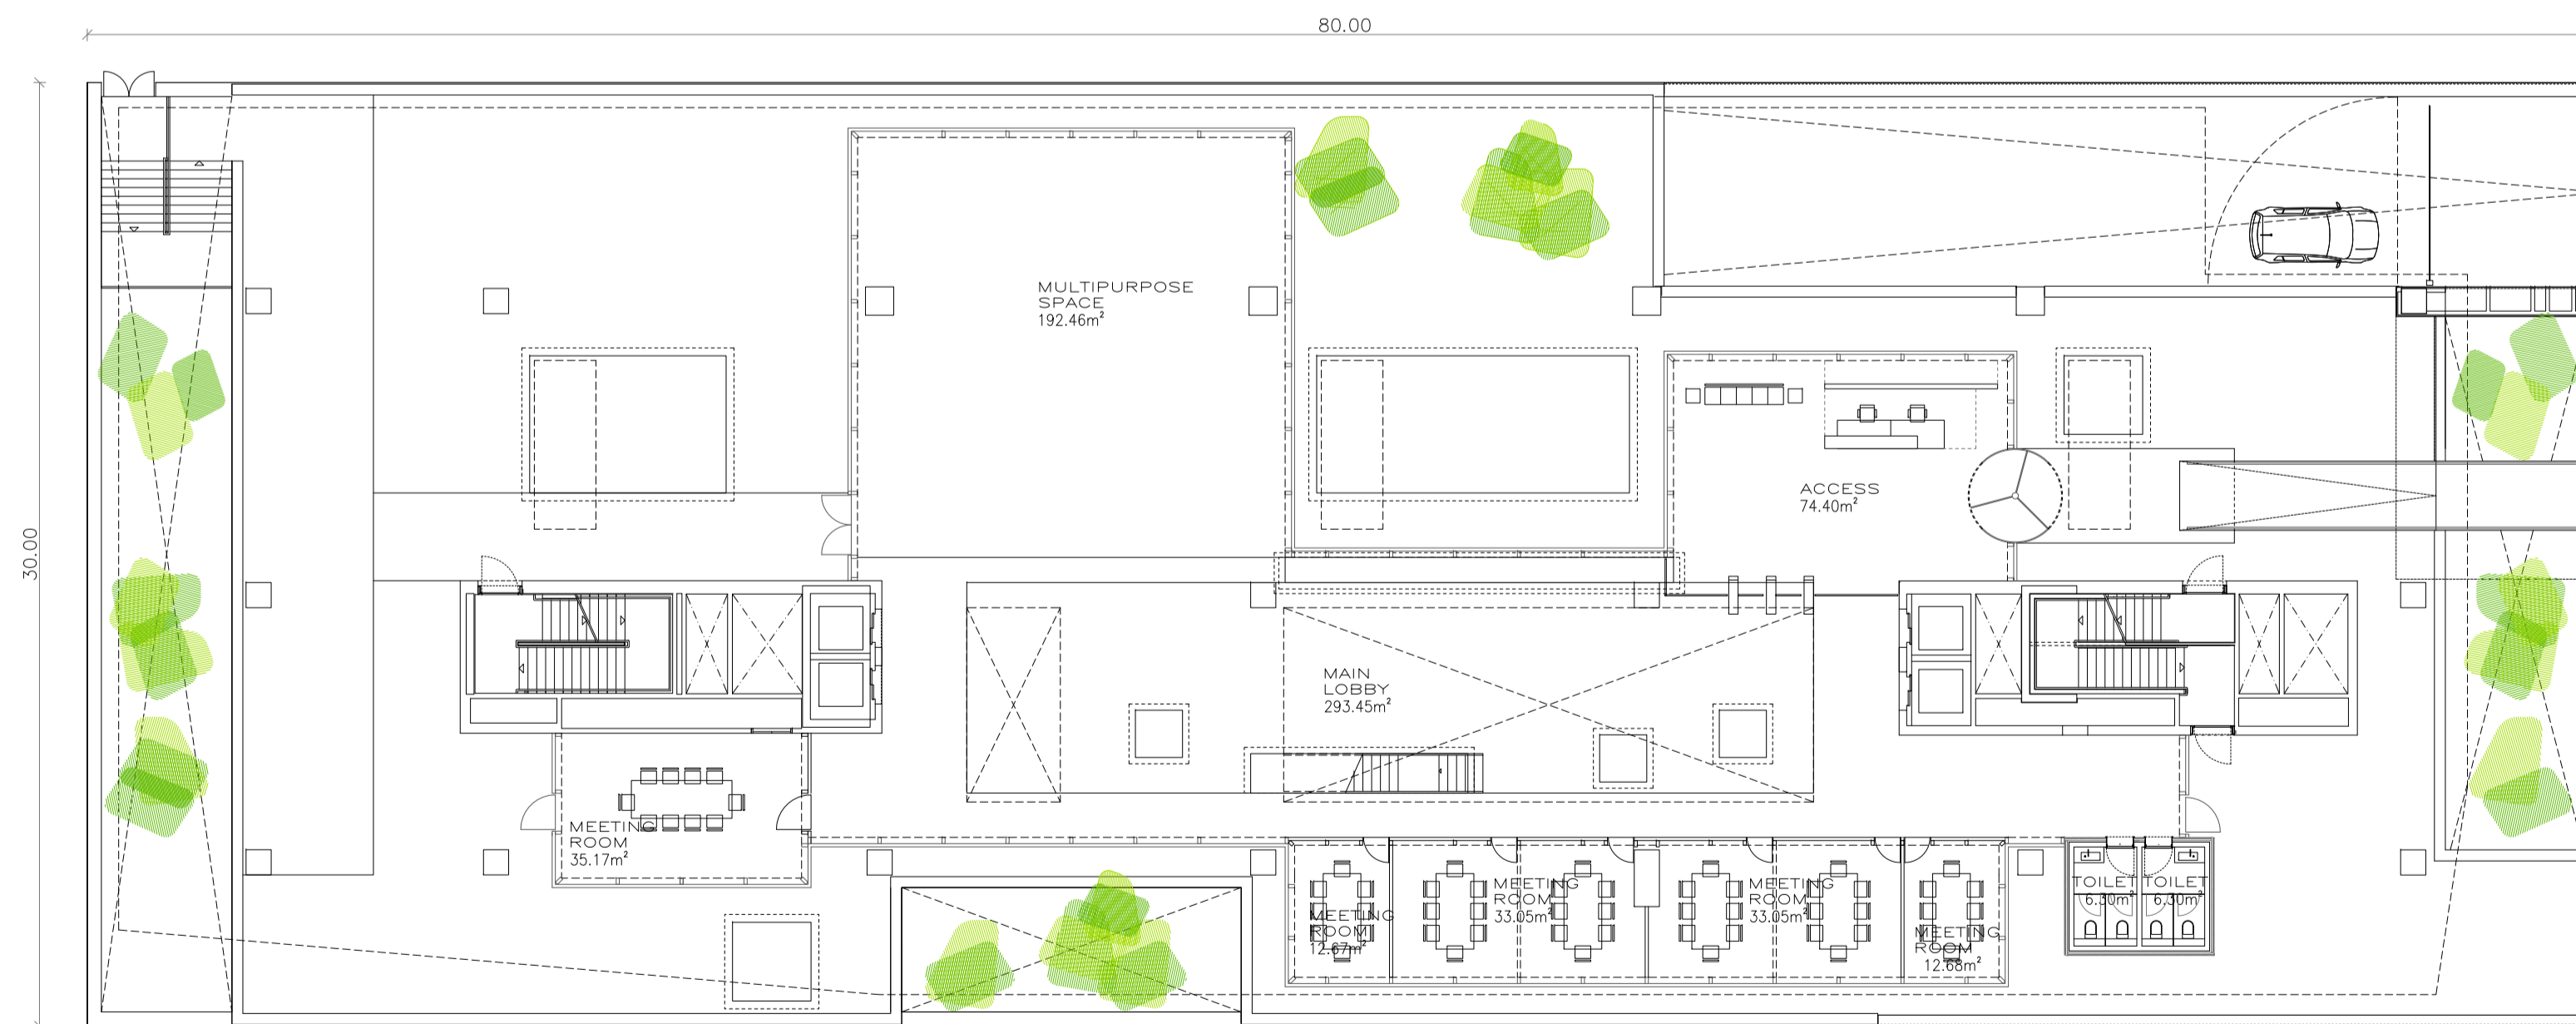 80.00
30.00
MULTIPURPOSE
SPACE
192.46m²
ACCESS
74.40m²
MAIN
LOBBY
293.45m²
MEETING
ROOM
35.17m²
MEETING
ROOM
12.67m²
MEETING
ROOM
33.05m²
MEETING
ROOM
33.05m²
MEETING
ROOM
12.68m²
TOILET
6.30m²
TOILET
6.30m²